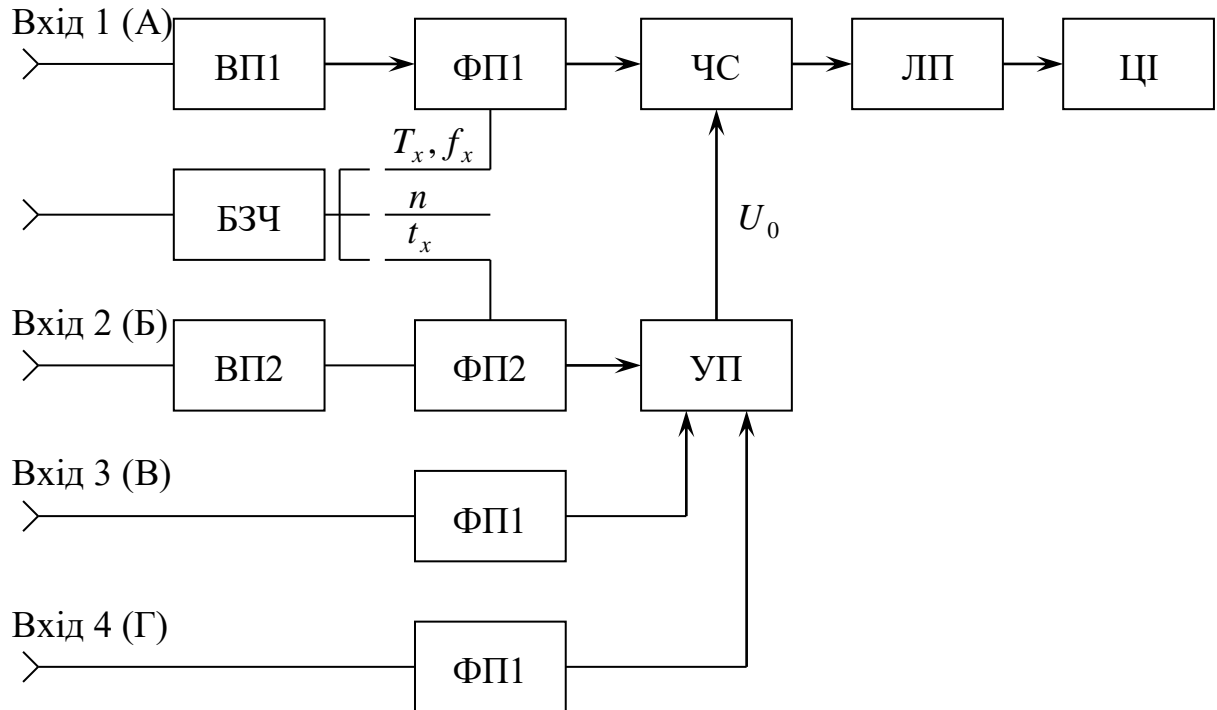 Вхід 1 (А)
ВП1
ФП1
ЧС
ЛП
ЦІ
T_x, f_x
БЗЧ
n
t_x
U_0
Вхід 2 (Б)
ВП2
ФП2
УП
Вхід 3 (В)
ФП1
Вхід 4 (Г)
ФП1